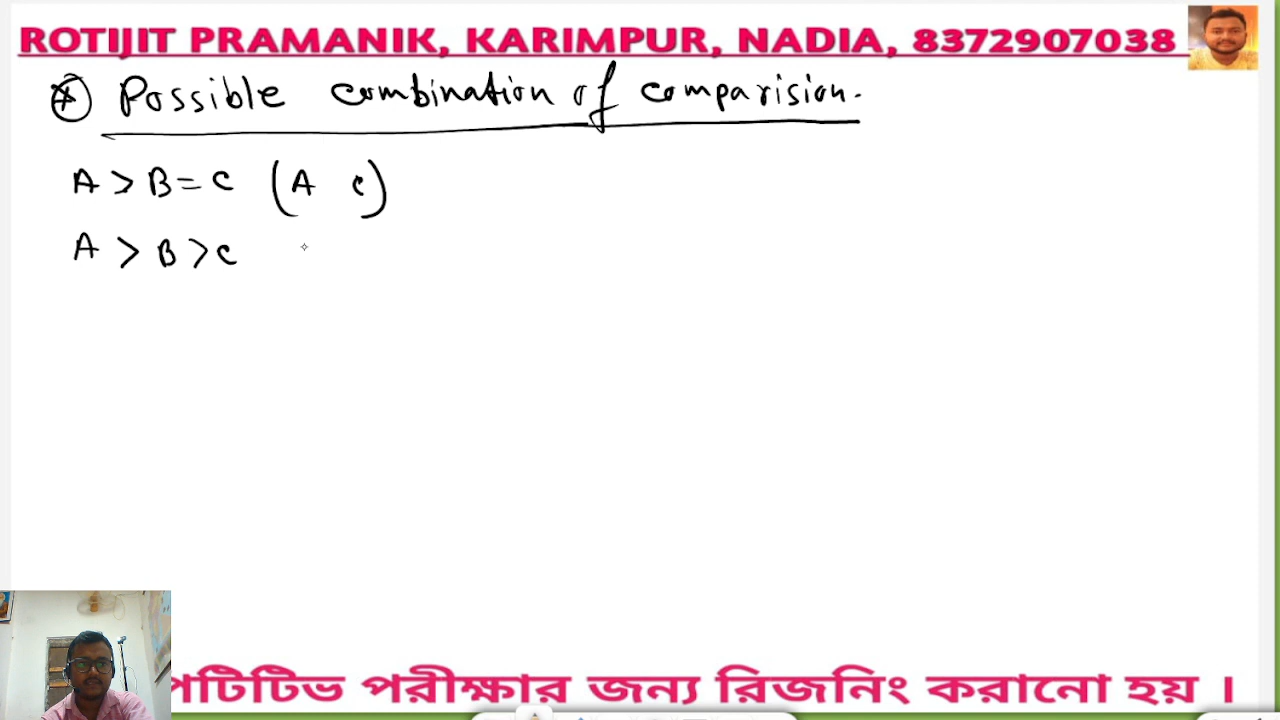 ROTIJIT PRAMANIK, KARIMPUR, NADIA, 8372907038
Possible combination of comparision.
A > B = C (A C)
A > B > C
পটিটিভ পরীক্ষার জন্য রিজনিং করানো হয় ।